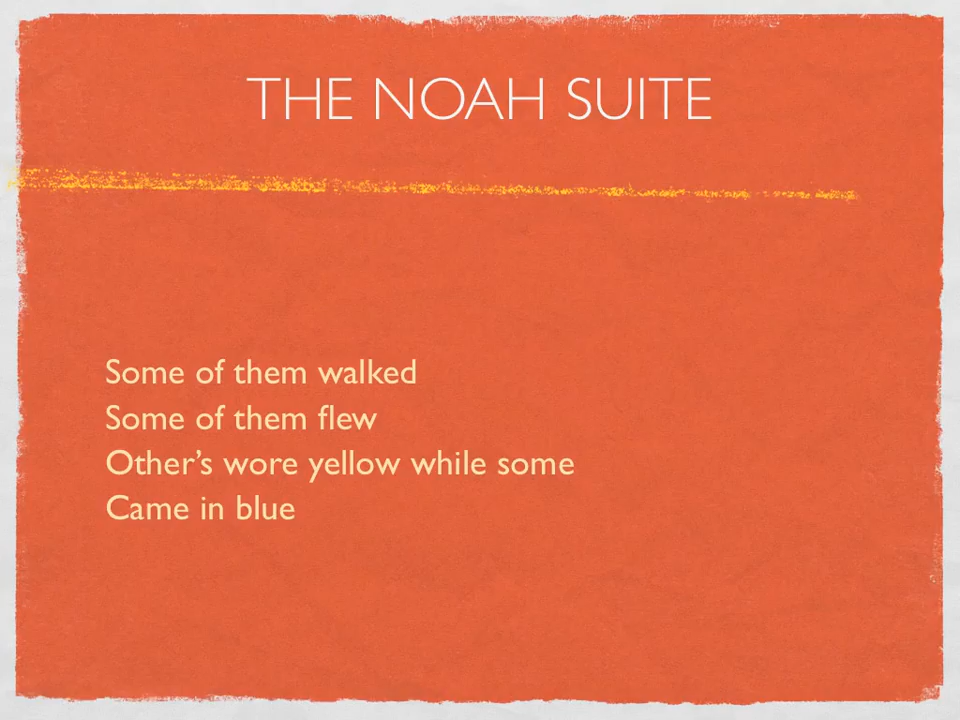 THE NOAH SUITE
Some of them walked
Some of them flew
Other’s wore yellow while some
Came in blue